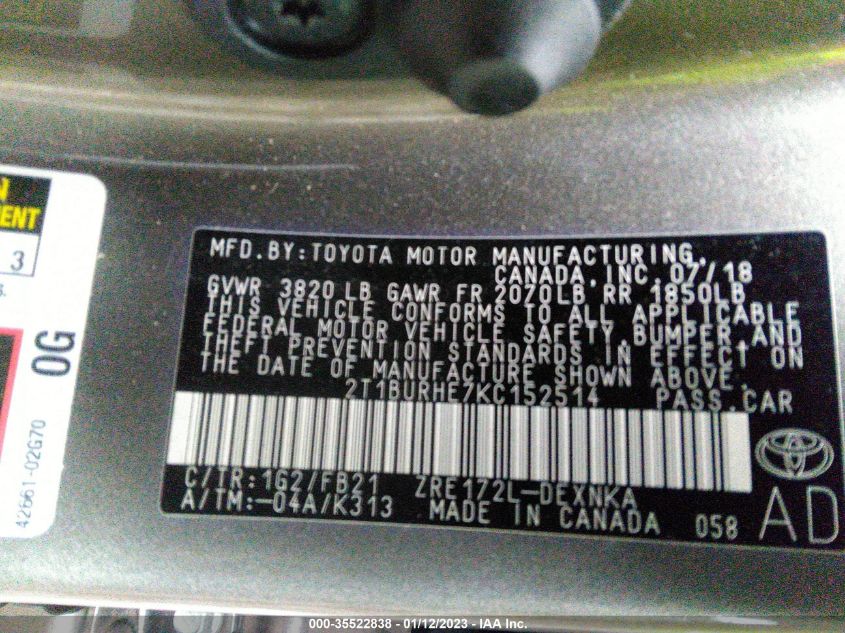 N
ENT
3
s.
0G
42661-02G70
MFD.BY:TOYOTA MOTOR MANUFACTURING,
CANADA,INC.07/18
GVWR 3820 LB GAWR FR 2070LB RR 1850LB
THIS VEHICLE CONFORMS TO ALL APPLICABLE
FEDERAL MOTOR VEHICLE SAFETY,BUMPER,AND
THEFT PREVENTION STANDARDS IN EFFECT ON
THE DATE OF MANUFACTURE SHOWN ABOVE.
2T1BURHE7KC152514 PASS.CAR
C/TR:1G2/FB21 ZRE172L-DEXNKA
A/TM:-04A/K313 MADE IN CANADA 058 AD
000-35522838 - 01/12/2023 - IAA Inc.